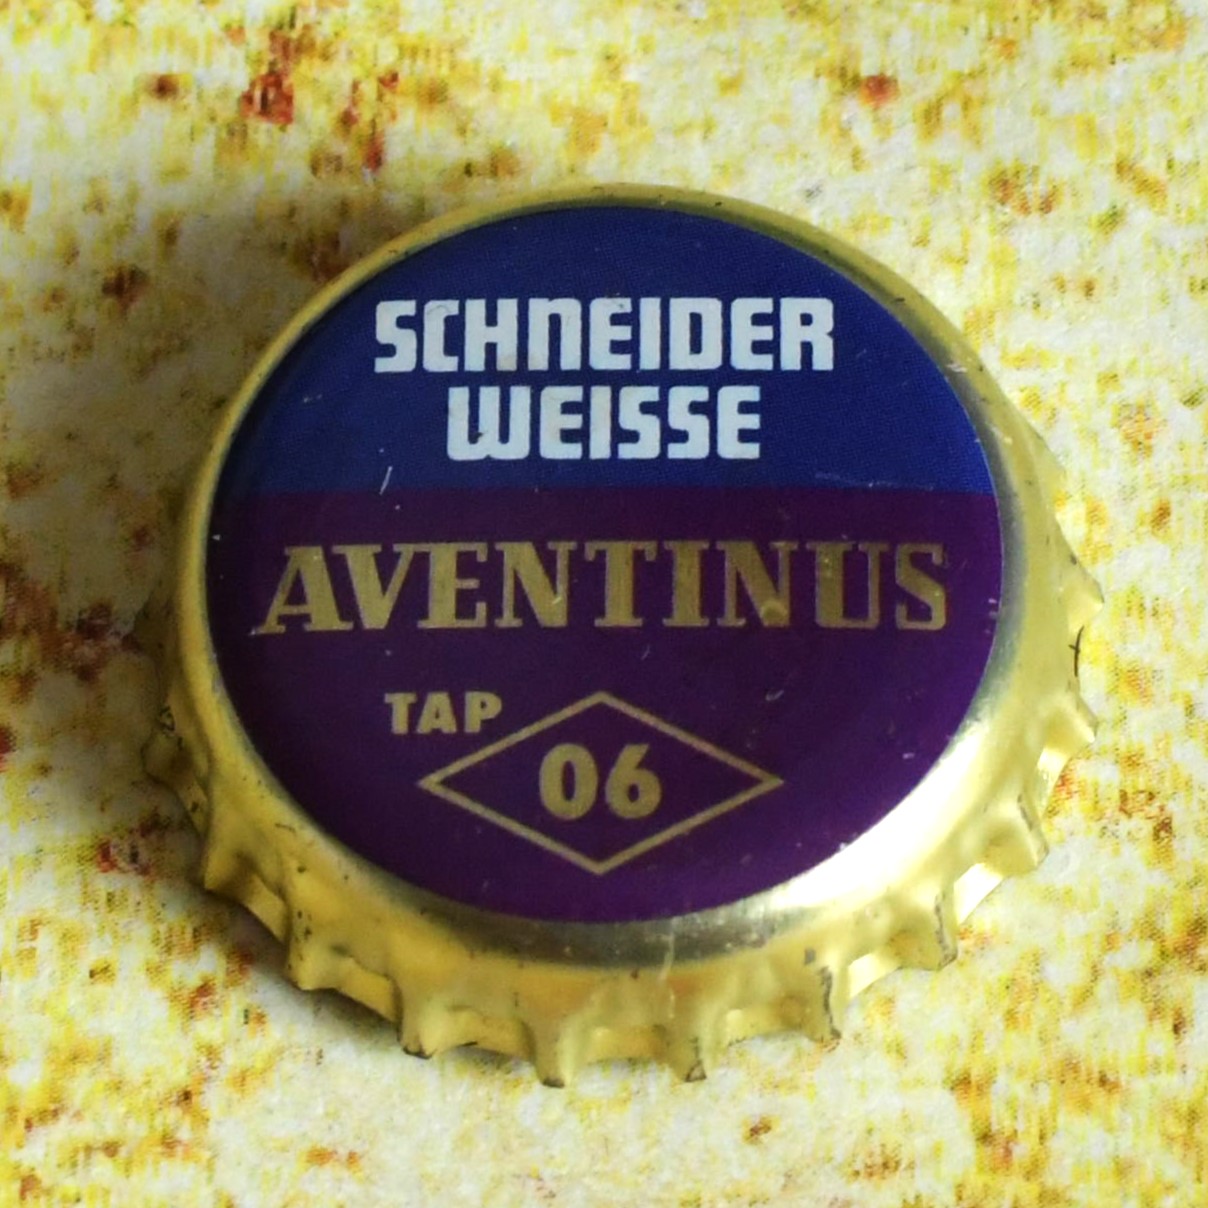 SCHNEIDER
WEISSE
AVENTINUS
TAP
06